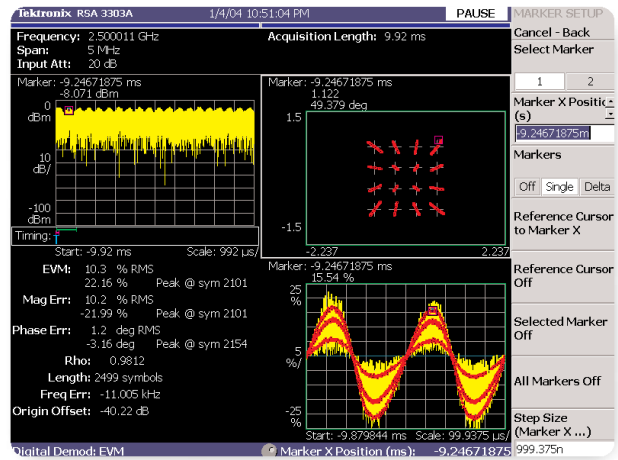 Tektronix RSA 3303A 1/4/04 10:51:04 PM PAUSE MARKER SETUP
Frequency: 2.500011 GHz Acquisition Length: 9.92 ms
Span: 5 MHz
Input Att: 20 dB
Cancel - Back
Select Marker
1 2
Marker X Positic
(s)
-9.24671875m
Markers
Off Single Delta
Reference Cursor
to Marker X
Reference Cursor
Off
Selected Marker
Off
All Markers Off
Step Size
(Marker X ...)
999.375n
Marker: -9.24671875 ms
-8.071 dBm
0
dBm
10
dB/
-100
dBm
Timing:
Start: -9.92 ms Scale: 992 µs/
Marker: -9.24671875 ms
1.122
49.379 deg
1.5
-1.5
-2.237 2.237
EVM: 10.3 % RMS
22.16 % Peak @ sym 2101
Mag Err: 10.2 % RMS
-21.99 % Peak @ sym 2101
Phase Err: 1.2 deg RMS
-3.16 deg Peak @ sym 2154
Rho: 0.9812
Length: 2499 symbols
Freq Err: -11.005 kHz
Origin Offset: -40.22 dB
Marker: -9.24671875 ms
15.54 %
25
%
5
%/
-25
%
Start: -9.879844 ms Scale: 99.9375 µs/
Digital Demod: EVM Marker X Position (ms): -9.24671875